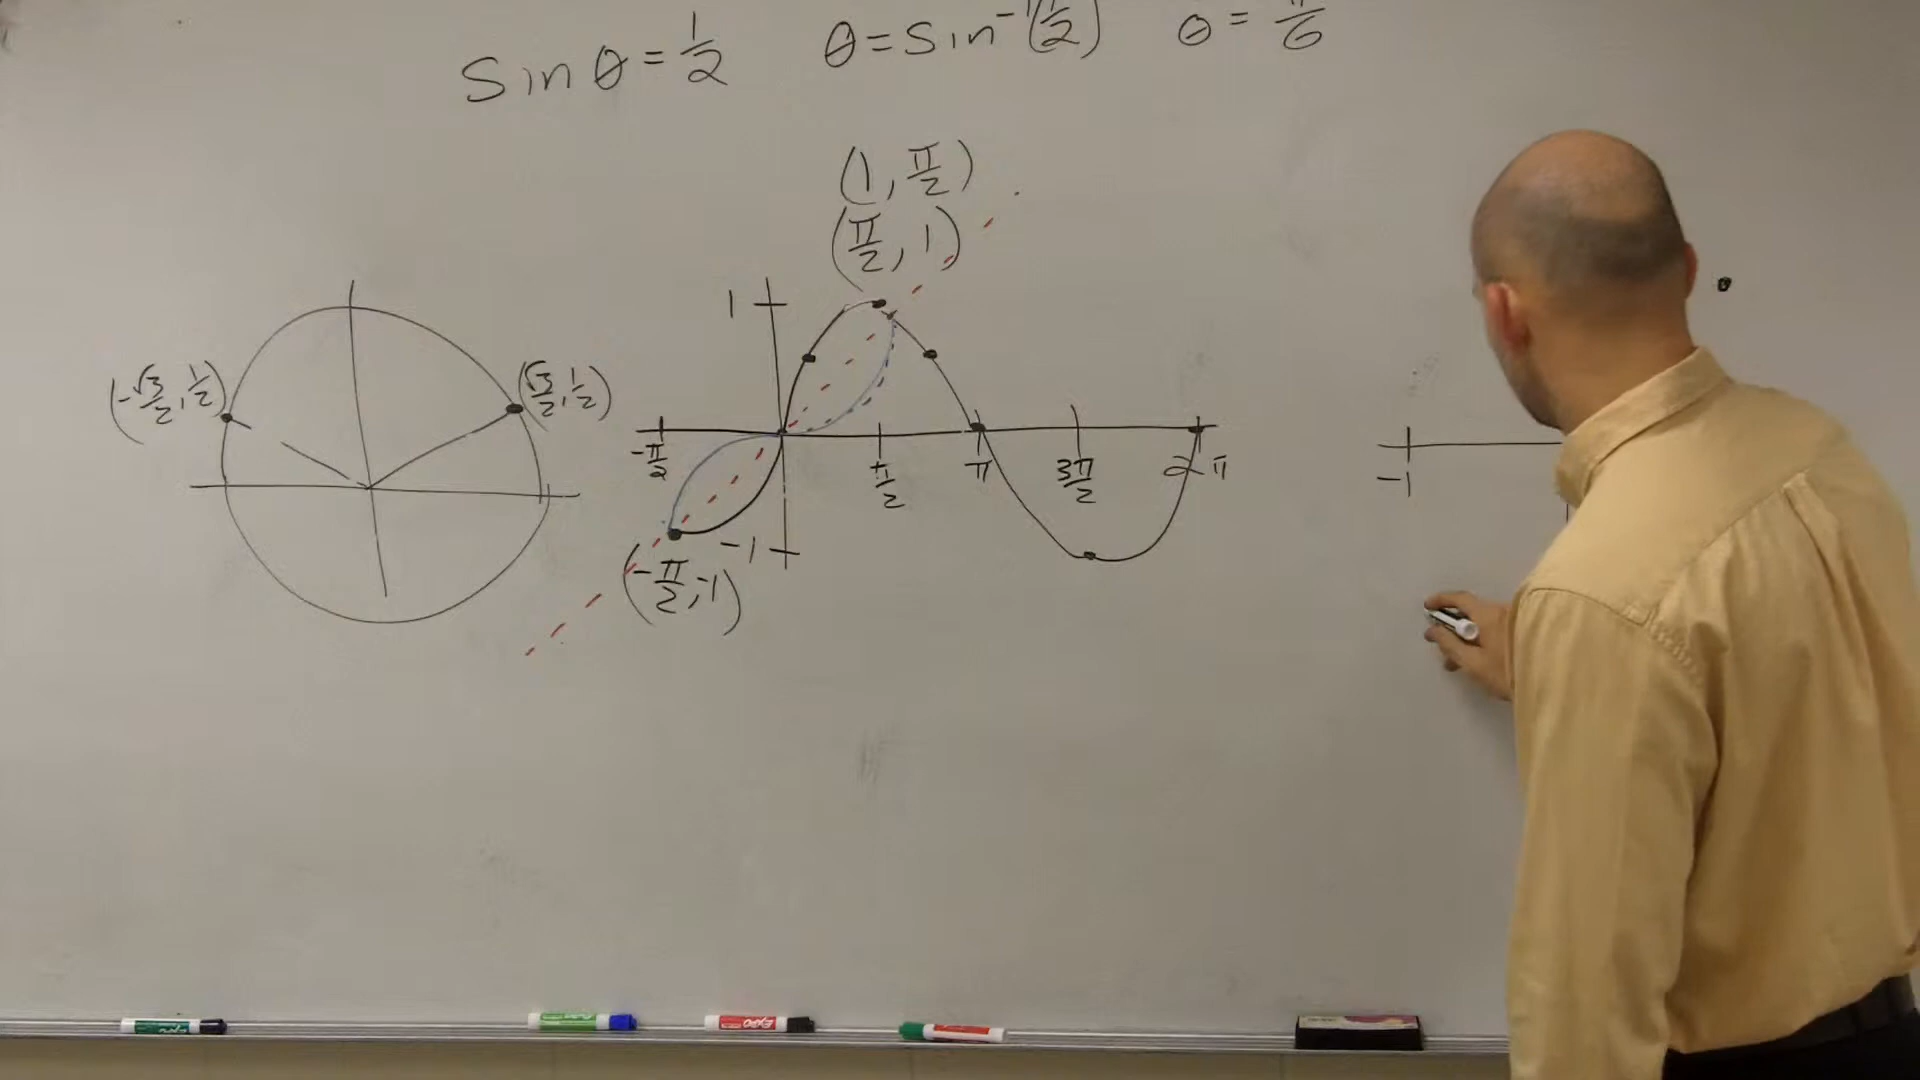 sin θ = 1/2 θ = sin⁻¹(1/2) θ = π/6
(1, π/2)
(π/2, 1)
1
(-√3/2, 1/2) (√3/2, 1/2)
-π/2 π/2 π 3π/2 2π
-1
-1
(-π/2, -1)
EXPO